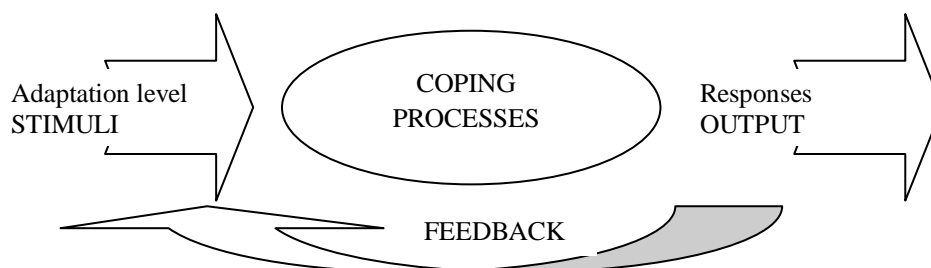 Adaptation level
STIMULI
COPING
PROCESSES
Responses
OUTPUT
FEEDBACK